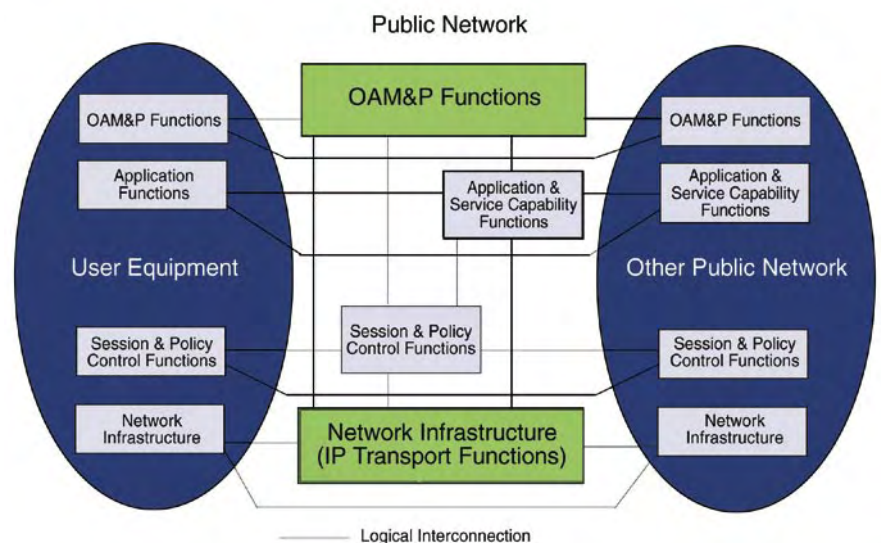 Public Network
OAM&P Functions
OAM&P Functions
Application
Functions
User Equipment
Session & Policy
Control Functions
Network
Infrastructure
Application &
Service Capability
Functions
Session & Policy
Control Functions
Network Infrastructure
(IP Transport Functions)
OAM&P Functions
Application &
Service Capability
Functions
Other Public Network
Session & Policy
Control Functions
Network
Infrastructure
Logical Interconnection